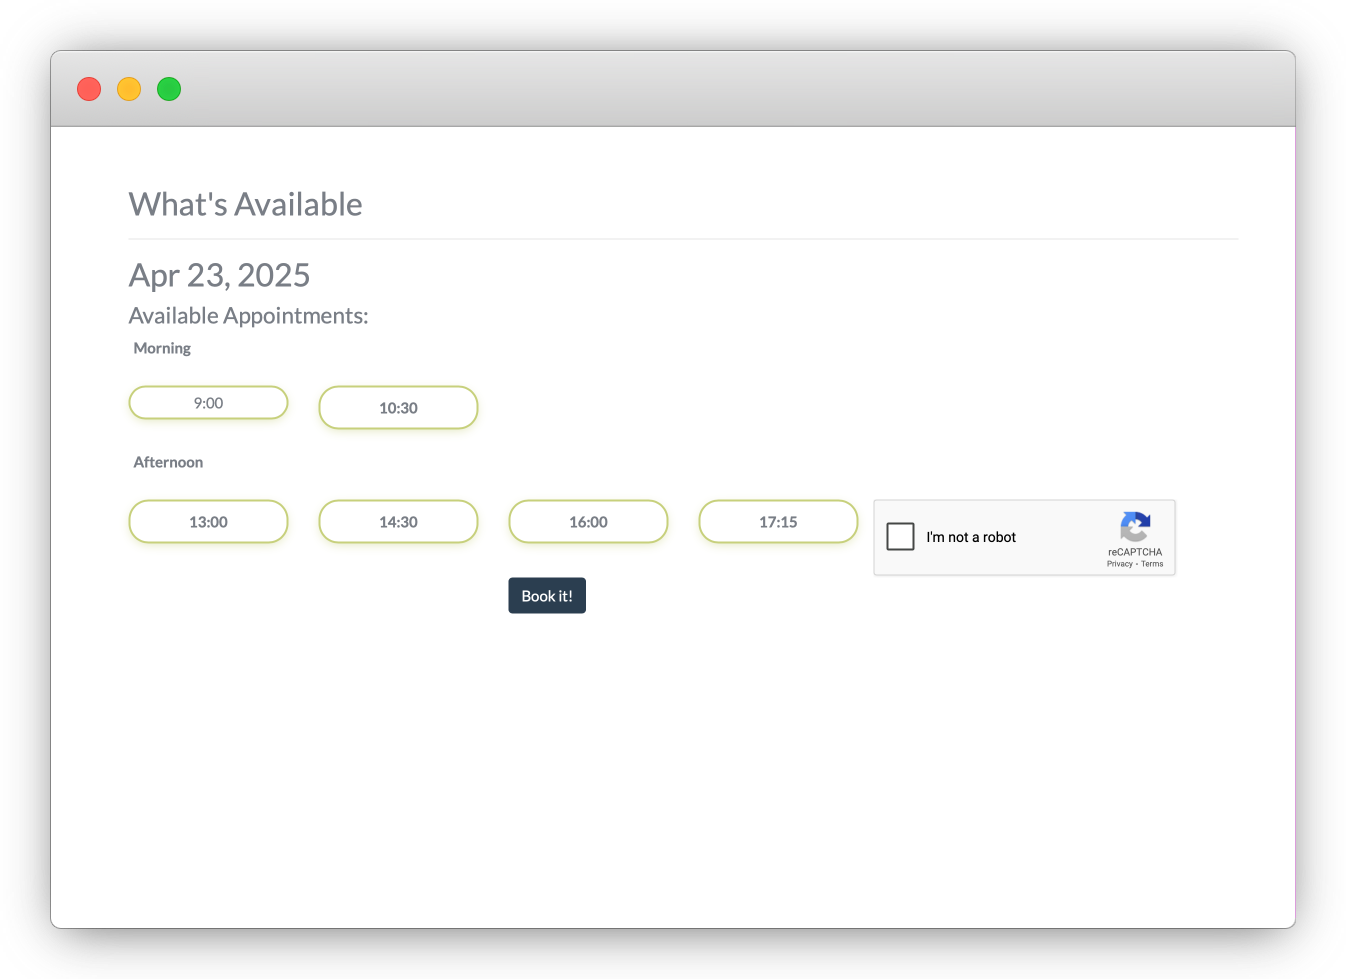 What's Available
Apr 23, 2025
Available Appointments:
Morning
9:00 10:30
Afternoon
13:00 14:30 16:00 17:15
I'm not a robot
reCAPTCHA
Privacy - Terms
Book it!